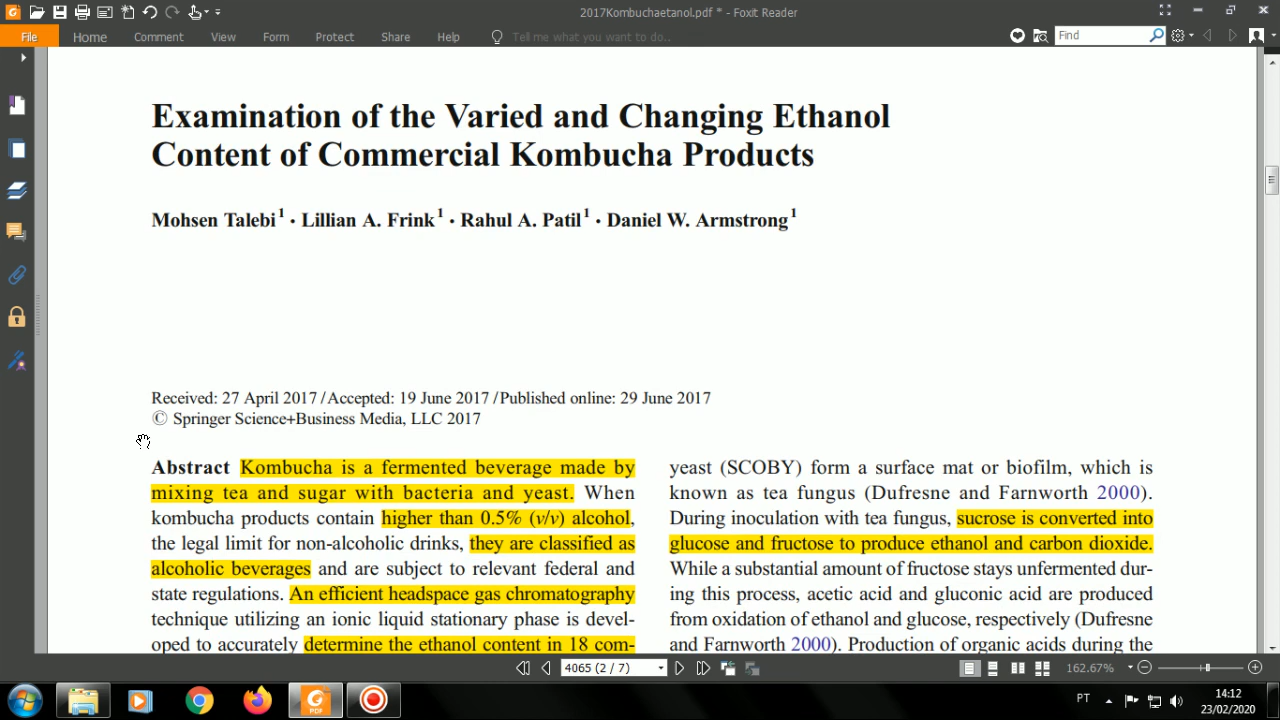 2017Kombuchaetanol.pdf * - Foxit Reader
File Home Comment View Form Protect Share Help Tell me what you want to do.. Find
Examination of the Varied and Changing Ethanol
Content of Commercial Kombucha Products
Mohsen Talebi1 · Lillian A. Frink1 · Rahul A. Patil1 · Daniel W. Armstrong1
Received: 27 April 2017 / Accepted: 19 June 2017 / Published online: 29 June 2017
© Springer Science+Business Media, LLC 2017
Abstract Kombucha is a fermented beverage made by
mixing tea and sugar with bacteria and yeast. When
kombucha products contain higher than 0.5% (v/v) alcohol,
the legal limit for non-alcoholic drinks, they are classified as
alcoholic beverages and are subject to relevant federal and
state regulations. An efficient headspace gas chromatography
technique utilizing an ionic liquid stationary phase is devel-
oped to accurately determine the ethanol content in 18 com-
yeast (SCOBY) form a surface mat or biofilm, which is
known as tea fungus (Dufresne and Farnworth 2000).
During inoculation with tea fungus, sucrose is converted into
glucose and fructose to produce ethanol and carbon dioxide.
While a substantial amount of fructose stays unfermented dur-
ing this process, acetic acid and gluconic acid are produced
from oxidation of ethanol and glucose, respectively (Dufresne
and Farnworth 2000). Production of organic acids during the
4065 (2 / 7)
162.67%
PDF
PT
14:12
23/02/2020